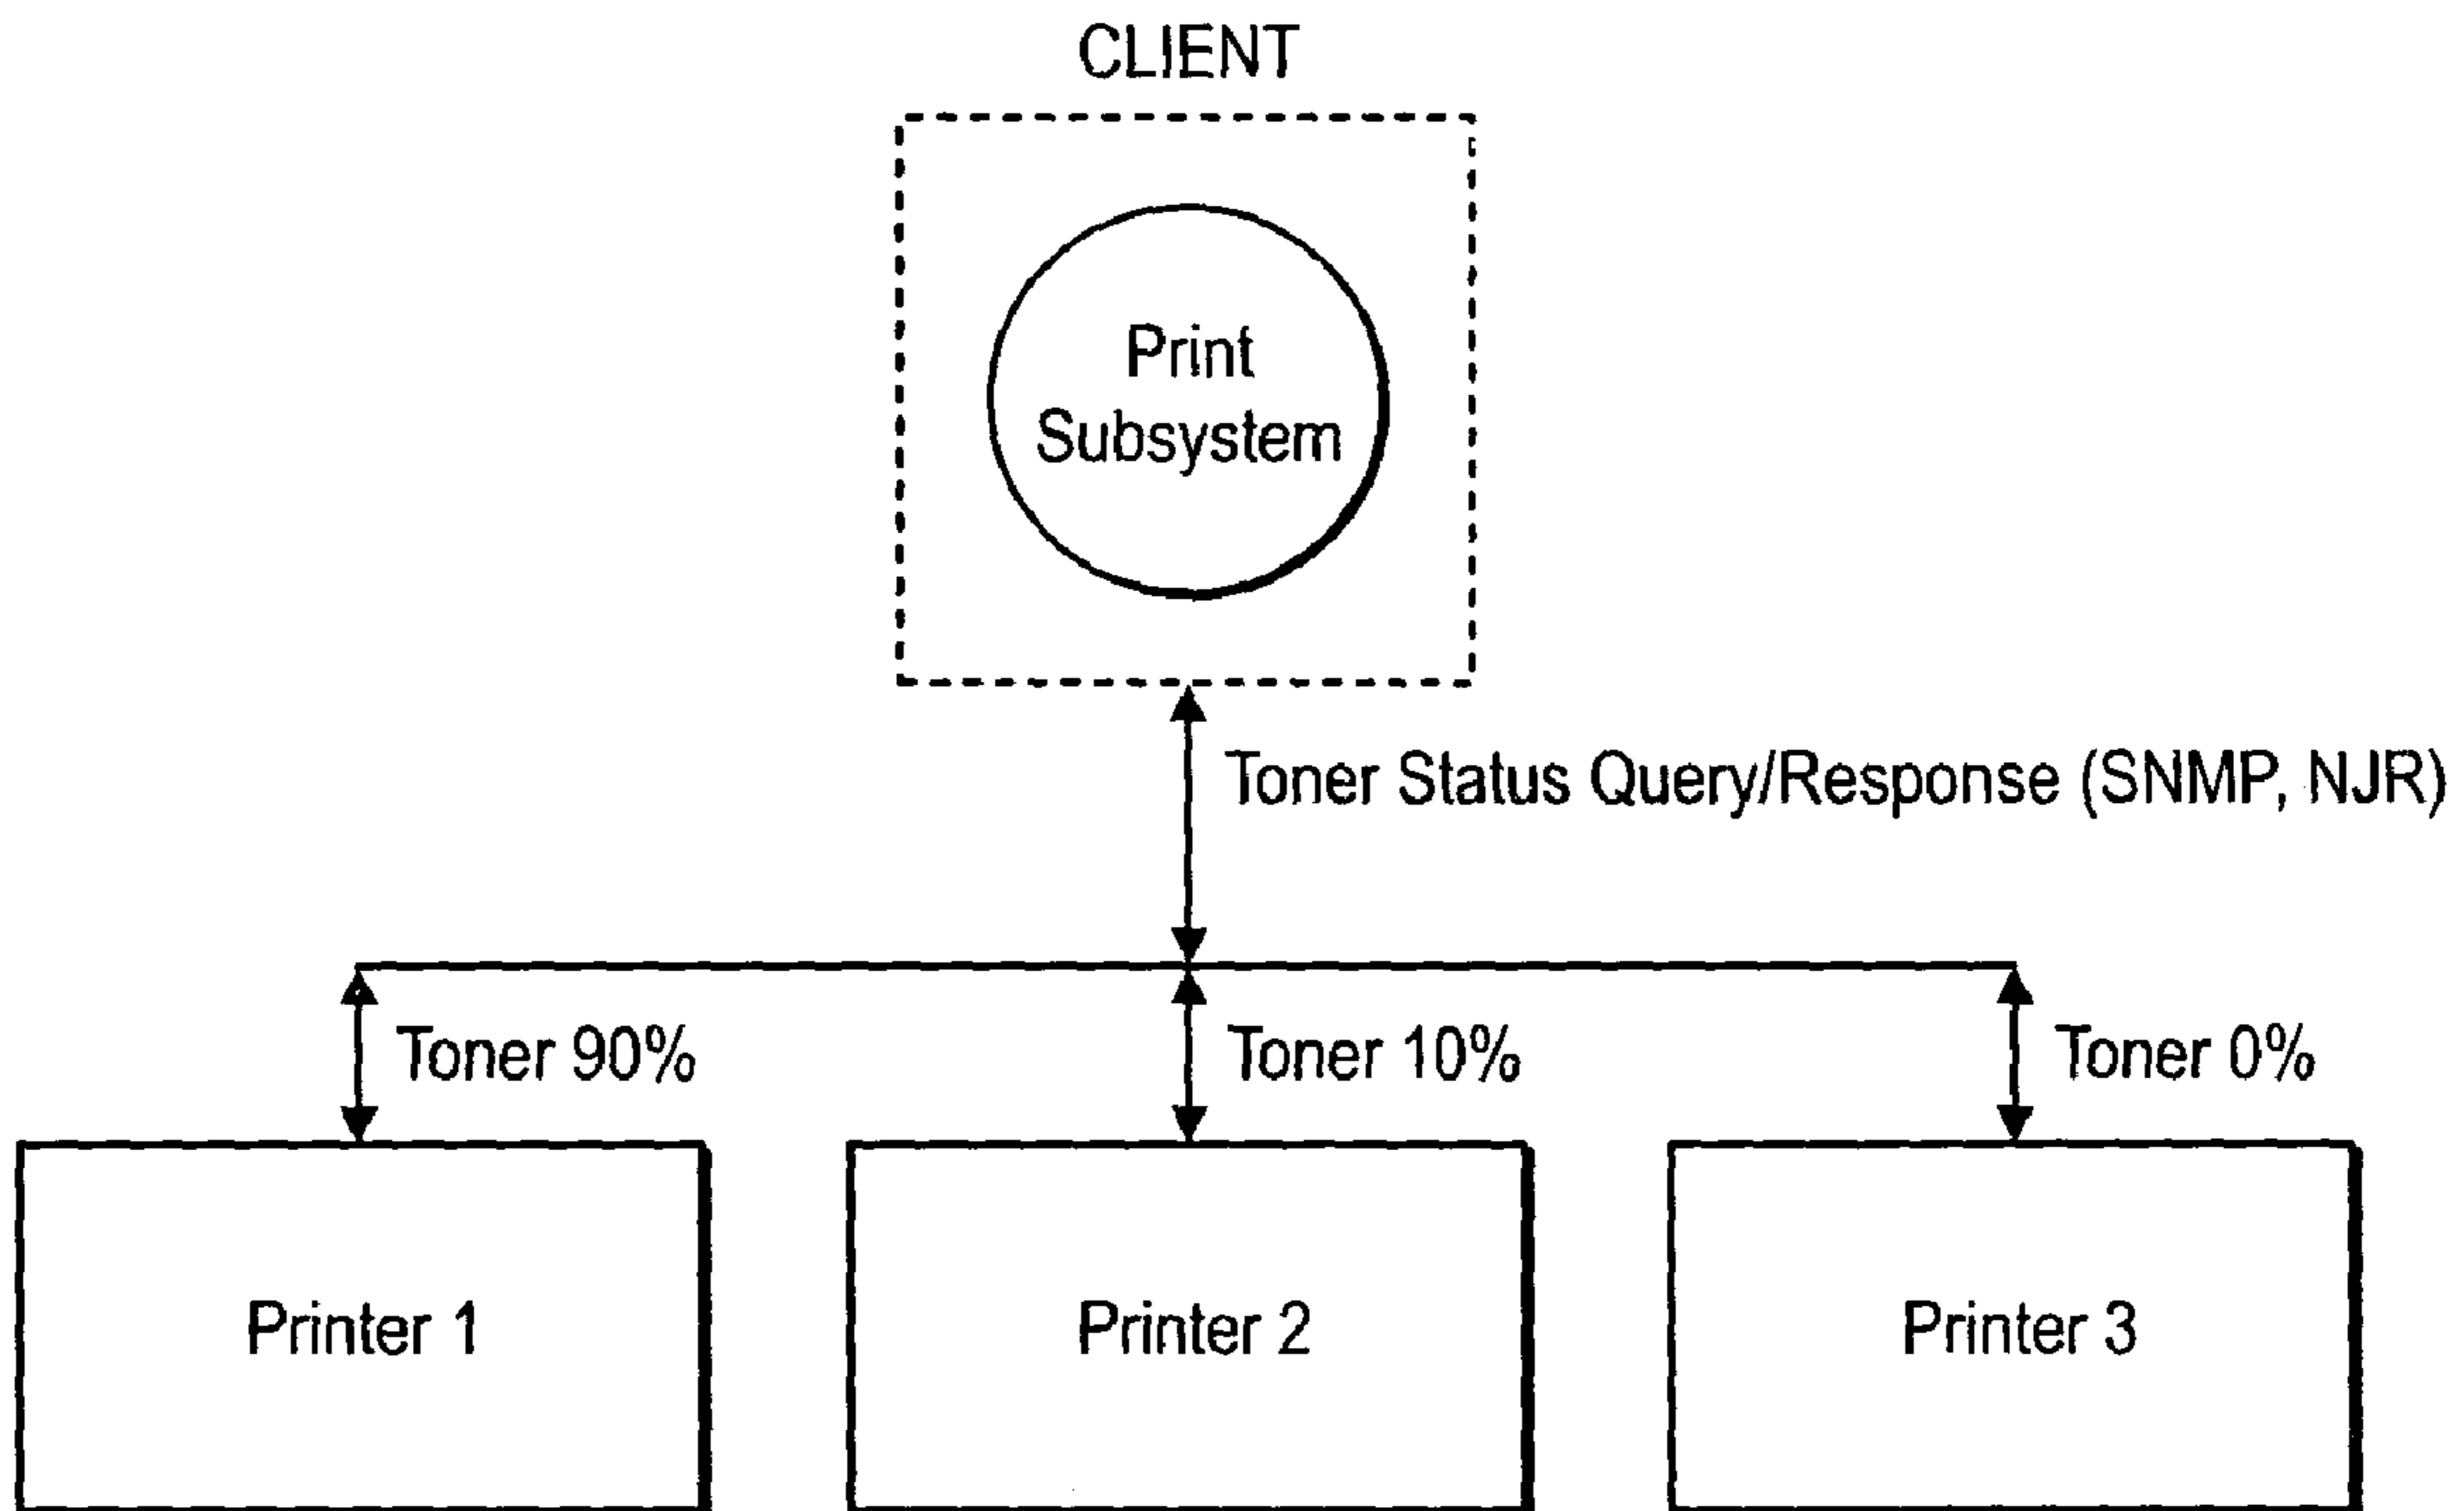 CLIENT
Print
Subsystem
Toner Status Query/Response (SNMP, NJR)
Toner 90%
Toner 10%
Toner 0%
Printer 1
Printer 2
Printer 3